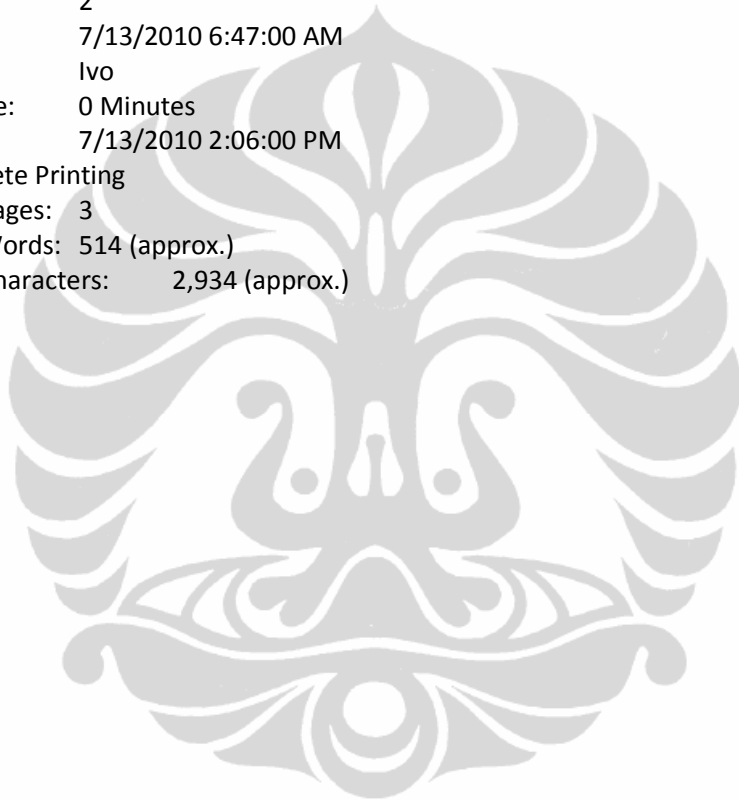 2
7/13/2010 6:47:00 AM
Ivo
e: 0 Minutes
7/13/2010 2:06:00 PM
ete Printing
ages: 3
Words: 514 (approx.)
haracters: 2,934 (approx.)